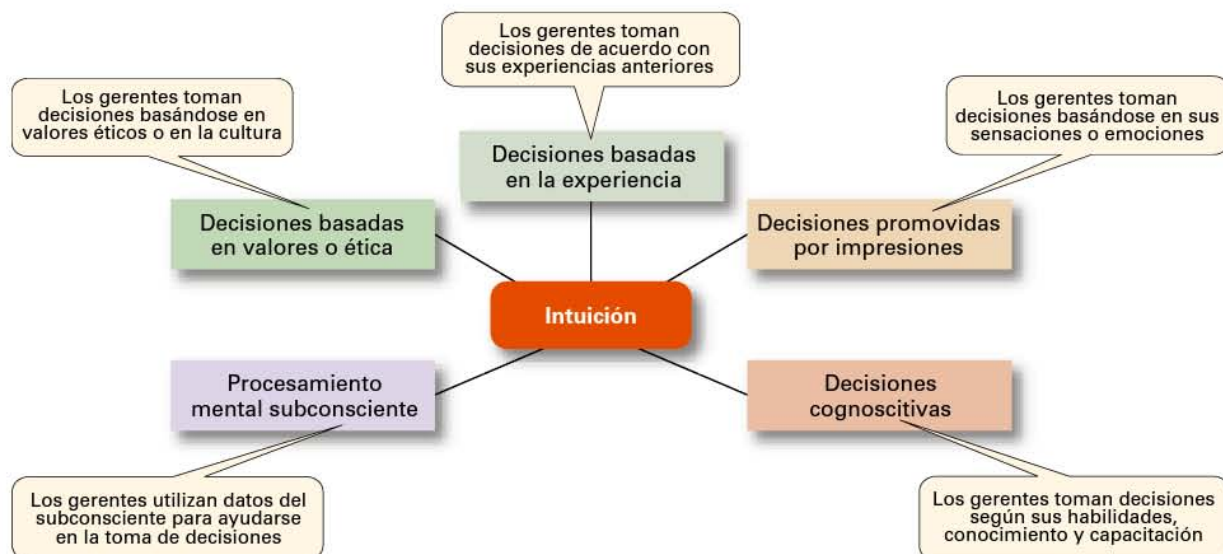 Los gerentes toman
decisiones de acuerdo con
sus experiencias anteriores
Los gerentes toman
decisiones basándose en
valores éticos o en la cultura
Los gerentes toman
decisiones basándose en sus
sensaciones o emociones
Decisiones basadas
en la experiencia
Decisiones basadas
en valores o ética
Decisiones promovidas
por impresiones
Intuición
Procesamiento
mental subconsciente
Decisiones
cognoscitivas
Los gerentes utilizan datos del
subconsciente para ayudarse
en la toma de decisiones
Los gerentes toman decisiones
según sus habilidades,
conocimiento y capacitación